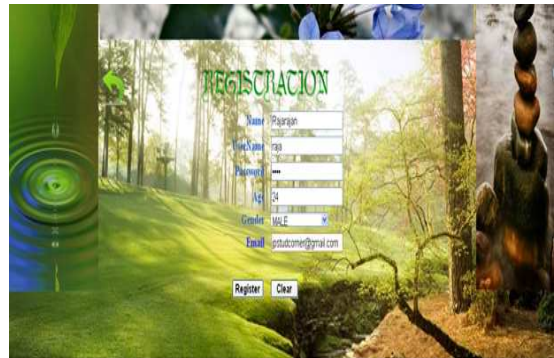 REGISTRATION
Name Rajarajan
UserName raja
Password ••••
Age 24
Gender MALE
Email pstudcorner@gmail.com
Register Clear